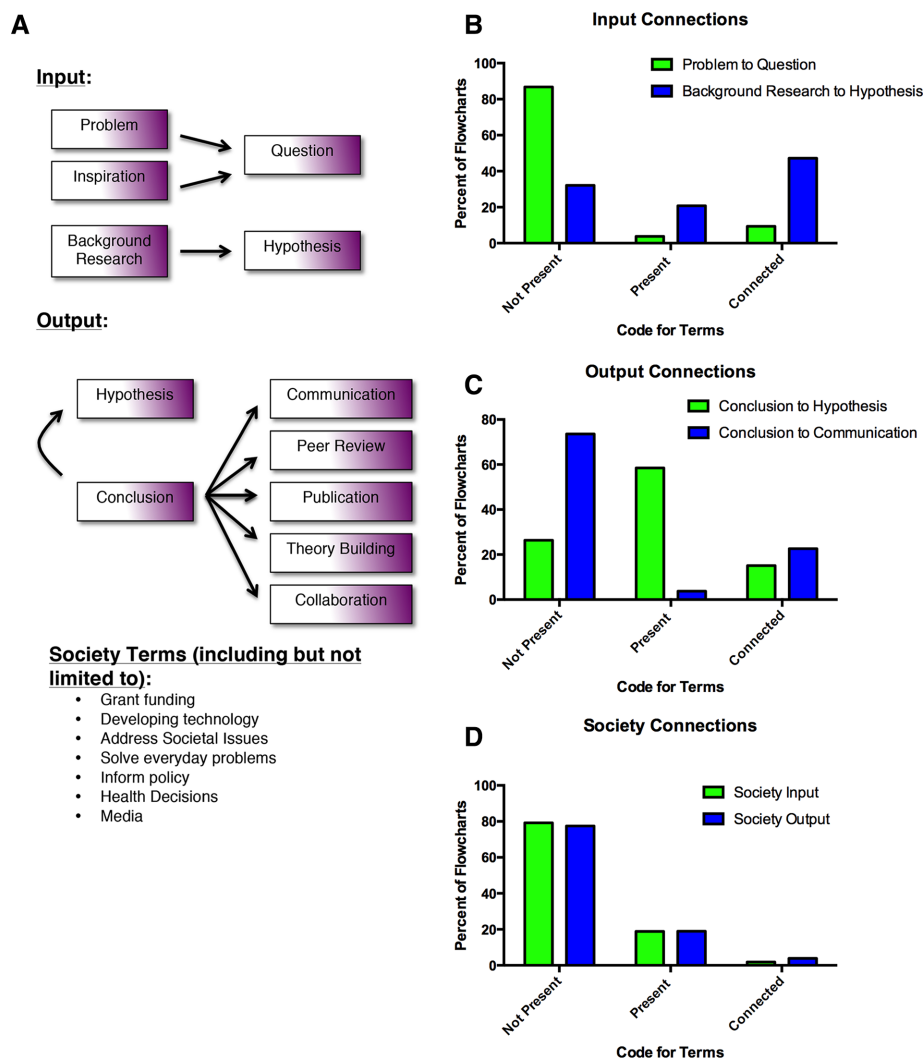 A
Input:
Problem
Inspiration
Question
Background
Research
Hypothesis
Output:
Hypothesis
Conclusion
Communication
Peer Review
Publication
Theory Building
Collaboration
Society Terms (including but not
limited to):
• Grant funding
• Developing technology
• Address Societal Issues
• Solve everyday problems
• Inform policy
• Health Decisions
• Media
B
Input Connections
Problem to Question
Background Research to Hypothesis
Percent of Flowcharts
100
80
60
40
20
0
Not Present
Present
Connected
Code for Terms
C
Output Connections
Conclusion to Hypothesis
Conclusion to Communication
Percent of Flowcharts
80
60
40
20
0
Not Present
Present
Connected
Code for Terms
D
Society Connections
Society Input
Society Output
Percent of Flowcharts
100
80
60
40
20
0
Not Present
Present
Connected
Code for Terms